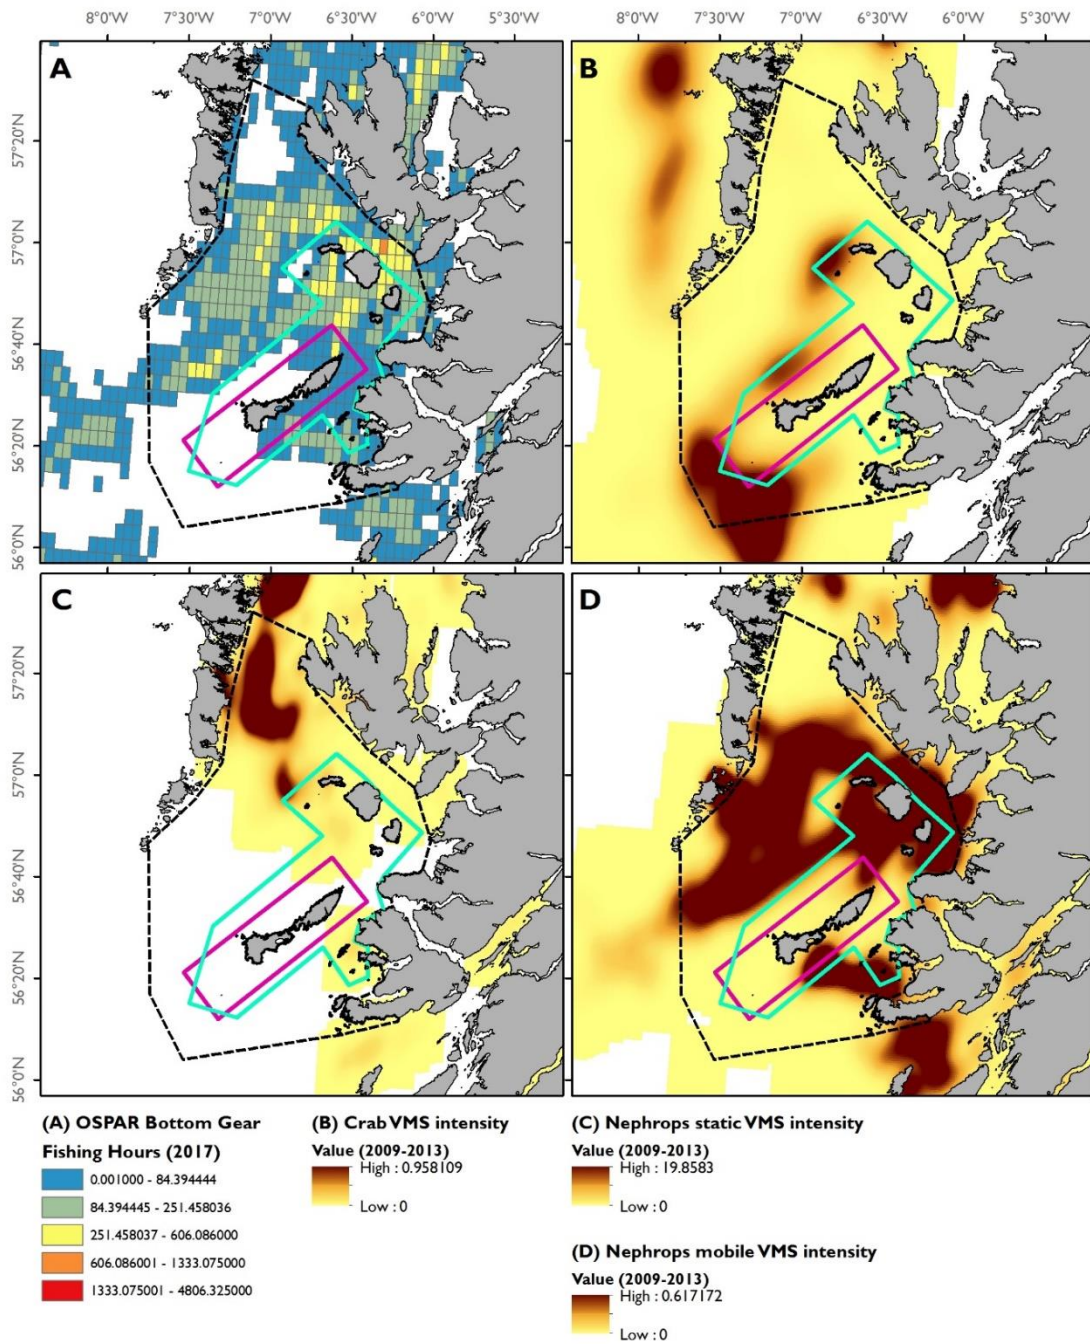 8°0'W 7°30'W 7°0'W 6°30'W 6°0'W 5°30'W
A
B
57°20'N
57°0'N
56°40'N
56°20'N
56°0'N
C
D
57°20'N
57°0'N
56°40'N
56°20'N
56°0'N
8°0'W 7°30'W 7°0'W 6°30'W 6°0'W 5°30'W
(A) OSPAR Bottom Gear
Fishing Hours (2017)
0.001000 - 84.394444
84.394445 - 251.458036
251.458037 - 606.086000
606.086001 - 1333.075000
1333.075001 - 4806.325000
(B) Crab VMS intensity
Value (2009-2013)
High : 0.958109
Low : 0
(C) Nephrops static VMS intensity
Value (2009-2013)
High : 19.8583
Low : 0
(D) Nephrops mobile VMS intensity
Value (2009-2013)
High : 0.617172
Low : 0